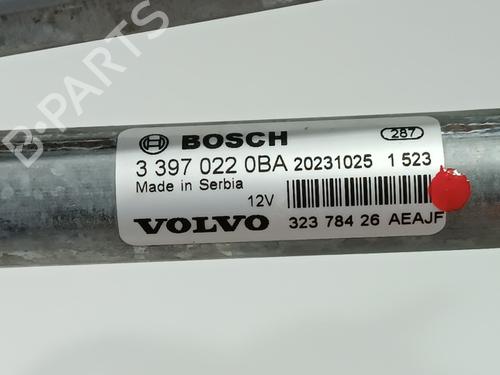 B-PARTS
BOSCH 287
3 397 022 0BA 20231025 1 523
Made in Serbia
12V
VOLVO 323 784 26 AEAJF